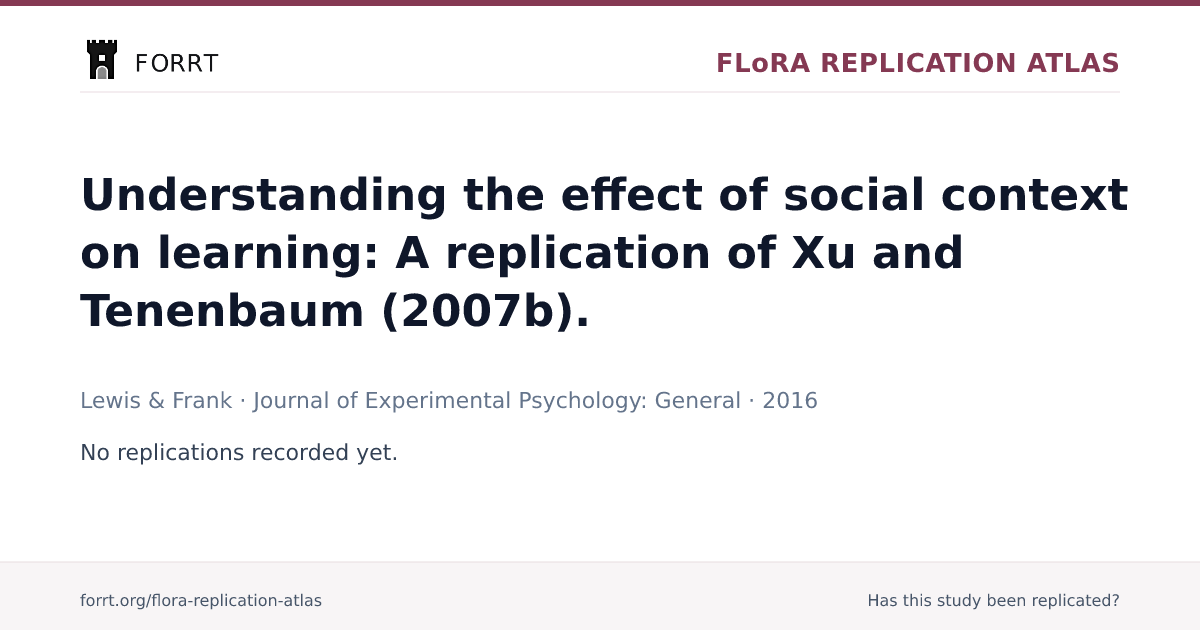 FORRT
FLoRA REPLICATION ATLAS
Understanding the effect of social context
on learning: A replication of Xu and
Tenenbaum (2007b).
Lewis & Frank · Journal of Experimental Psychology: General · 2016
No replications recorded yet.
forrt.org/flora-replication-atlas
Has this study been replicated?